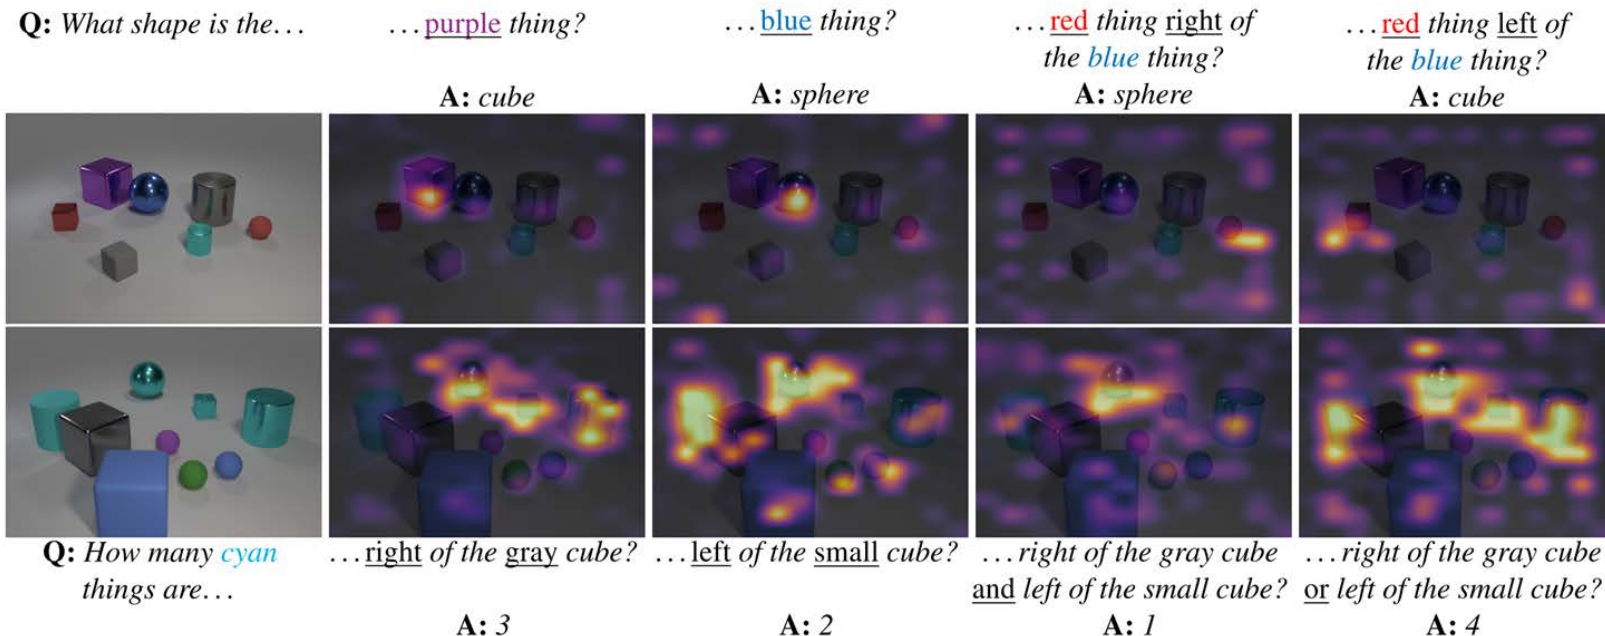 Q: What shape is the...
...purple thing?
A: cube
...blue thing?
A: sphere
...red thing right of
the blue thing?
A: sphere
...red thing left of
the blue thing?
A: cube
Q: How many cyan
things are...
...right of the gray cube?
A: 3
...left of the small cube?
A: 2
...right of the gray cube
and left of the small cube?
A: 1
...right of the gray cube
or left of the small cube?
A: 4